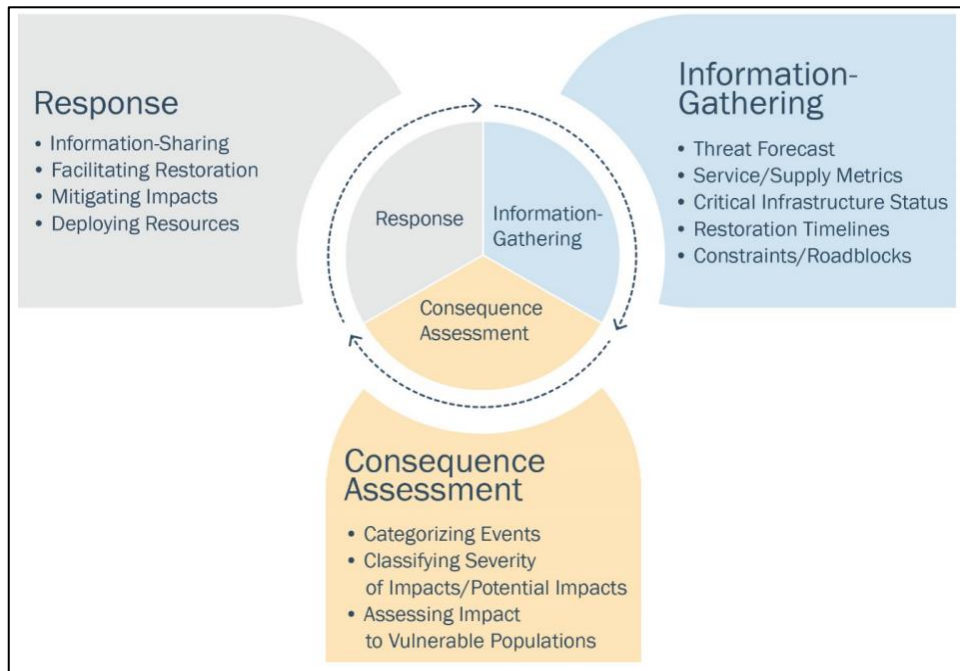 Response
• Information-Sharing
• Facilitating Restoration
• Mitigating Impacts
• Deploying Resources
Information-
Gathering
• Threat Forecast
• Service/Supply Metrics
• Critical Infrastructure Status
• Restoration Timelines
• Constraints/Roadblocks
Response
Information-
Gathering
Consequence
Assessment
Consequence
Assessment
• Categorizing Events
• Classifying Severity
of Impacts/Potential Impacts
• Assessing Impact
to Vulnerable Populations